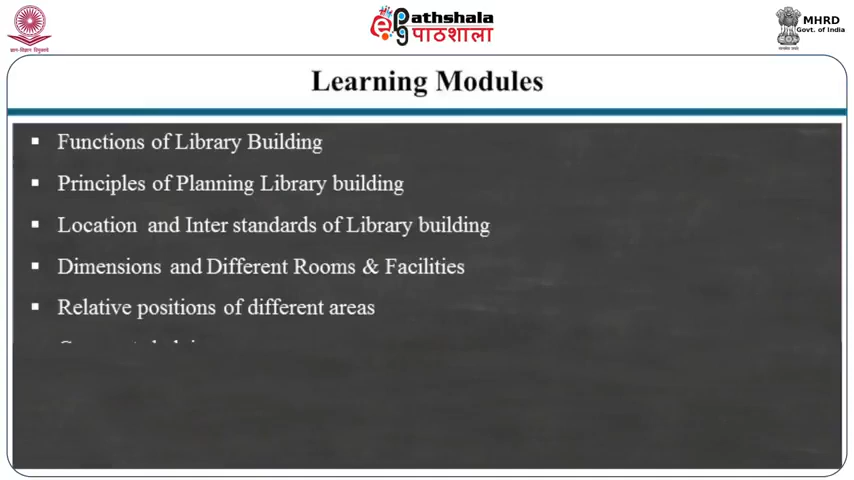 ePathshala
पाठशाला
MHRD
Govt. of India
Learning Modules
Functions of Library Building
Principles of Planning Library building
Location and Inter standards of Library building
Dimensions and Different Rooms & Facilities
Relative positions of different areas